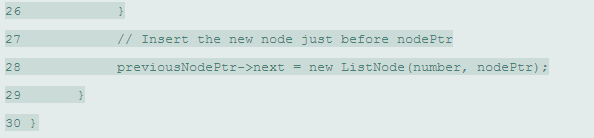 26 }
27 // Insert the new node just before nodePtr
28 previousNodePtr->next = new ListNode(number, nodePtr);
29 }
30 }